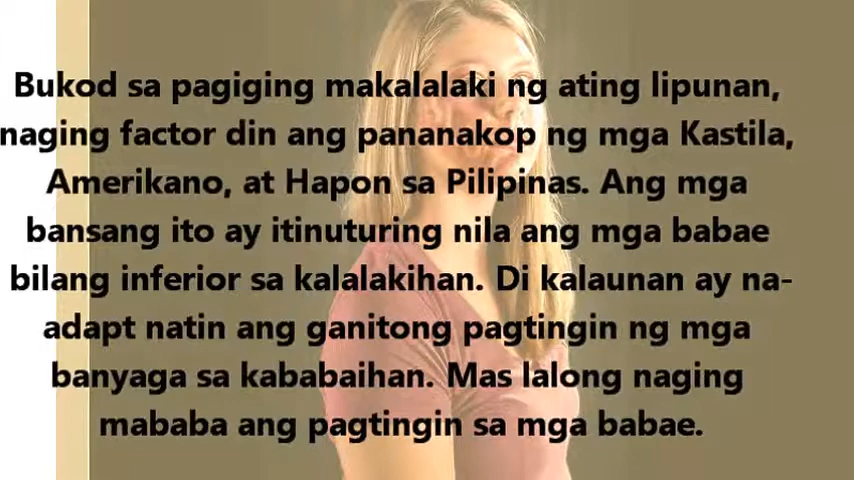 Bukod sa pagiging makalalaki ng ating lipunan,
naging factor din ang pananakop ng mga Kastila,
Amerikano, at Hapon sa Pilipinas. Ang mga
bansang ito ay itinuturing nila ang mga babae
bilang inferior sa kalalakihan. Di kalaunan ay na-
adapt natin ang ganitong pagtingin ng mga
banyaga sa kababaihan. Mas lalong naging
mababa ang pagtingin sa mga babae.